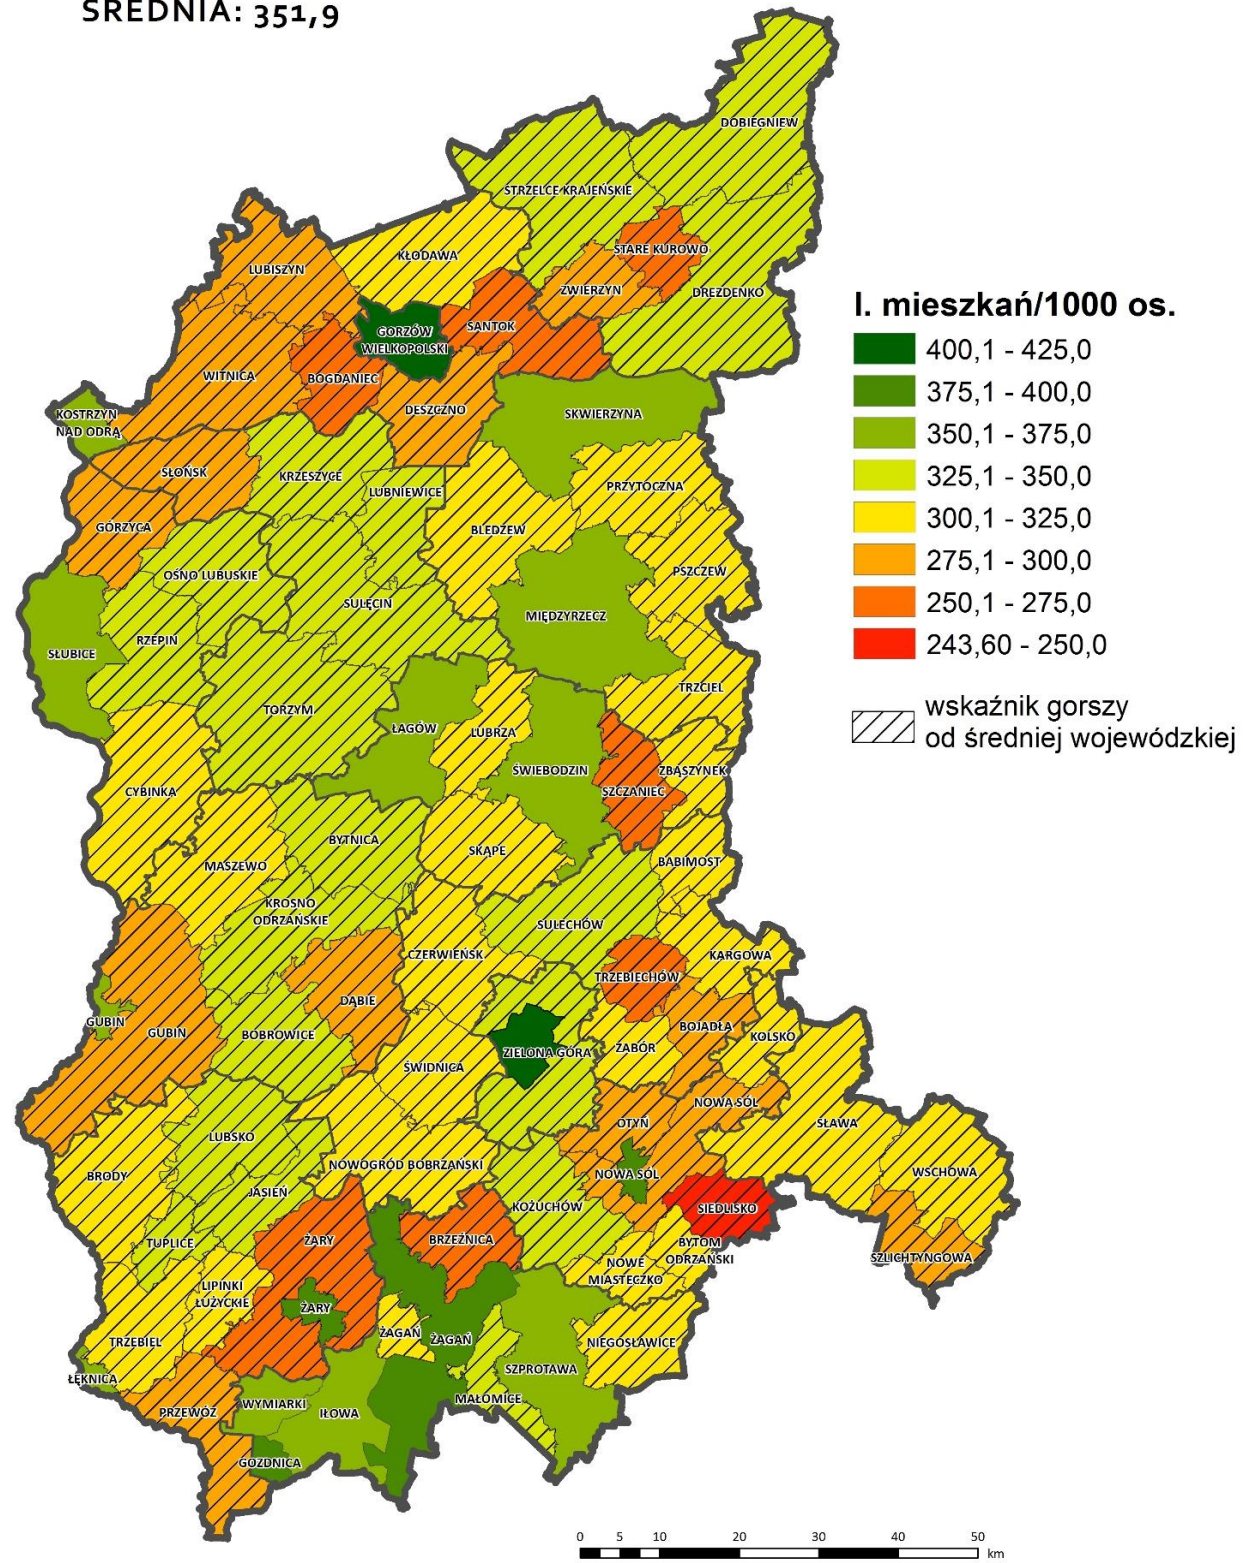 ŚREDNIA: 351,9
DOBIEGNIEW
STRZELCE KRAJEŃSKIE
KŁODAWA
STARE KUROWO
LUBISZYN
ZWIERZYN
DREZDENKO
GORZÓW
WIELKOPOLSKI
SANTOK
WITNICA
BOGDANIEC
DESZCZNO
SKWIERZYNA
KOSTRZYN
NAD ODRĄ
SŁOŃSK
KRZESZYCE
LUBNIEWICE
PRZYTOCZNA
GÓRZYCA
BLEDZEW
OŚNO LUBUSKIE
PSZCZEW
SULĘCIN
MIĘDZYRZECZ
RZEPIN
SŁUBICE
TRZCIEL
TORZYM
ŁAGÓW
LUBRZA
ŚWIEBODZIN
ZBĄSZYNEK
CYBINKA
SZCZANIEC
BYTNICA
SKĄPE
BABIMOST
MASZEWO
KROSNO
ODRZAŃSKIE
SULECHÓW
CZERWIEŃSK
KARGOWA
TRZEBIECHÓW
DĄBIE
GUBIN
GUBIN
BOBROWICE
BOJADŁA
KOLSKO
ZIELONA GÓRA
ZABÓR
ŚWIDNICA
NOWA SÓL
OTYŃ
SŁAWA
LUBSKO
BRODY
NOWOGRÓD BOBRZAŃSKI
NOWA SÓL
WSCHOWA
JASIEŃ
KOŻUCHÓW
SIEDLISKO
TUPLICE
ŻARY
BRZEŹNICA
BYTOM
ODRZAŃSKI
SZLICHTYNGOWA
NOWE
MIASTECZKO
LIPINKI
ŁUŻYCKIE
ŻARY
ŻAGAŃ
ŻAGAŃ
TRZEBIEL
NIEGOSŁAWICE
SZPROTAWA
ŁĘKNICA
MAŁOMICE
WYMIARKI
IŁOWA
PRZEWÓZ
GOZDNICA
l. mieszkań/1000 os.
400,1 - 425,0
375,1 - 400,0
350,1 - 375,0
325,1 - 350,0
300,1 - 325,0
275,1 - 300,0
250,1 - 275,0
243,60 - 250,0
wskaźnik gorszy
od średniej wojewódzkiej
0 5 10 20 30 40 50
km